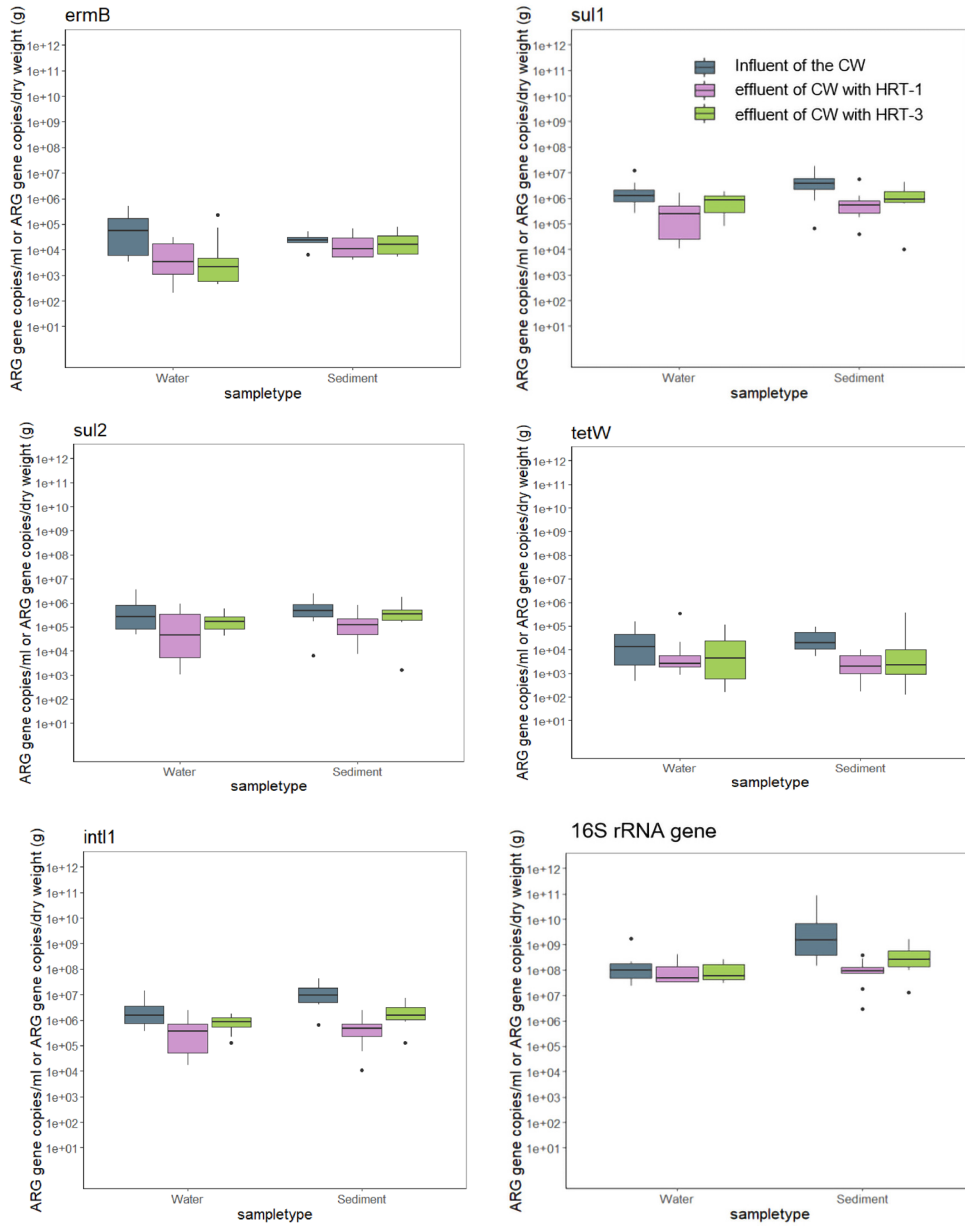 ermB
ARG gene copies/ml or ARG gene copies/dry weight (g)
1e+12
1e+11
1e+10
1e+09
1e+08
1e+07
1e+06
1e+05
1e+04
1e+03
1e+02
1e+01
Water
Sediment
sampletype
sul1
ARG gene copies/ml or ARG gene copies/dry weight (g)
1e+12
1e+11
1e+10
1e+09
1e+08
1e+07
1e+06
1e+05
1e+04
1e+03
1e+02
1e+01
Influent of the CW
effluent of CW with HRT-1
effluent of CW with HRT-3
Water
Sediment
sampletype
sul2
ARG gene copies/ml or ARG gene copies/dry weight (g)
1e+12
1e+11
1e+10
1e+09
1e+08
1e+07
1e+06
1e+05
1e+04
1e+03
1e+02
1e+01
Water
Sediment
sampletype
tetW
ARG gene copies/ml or ARG gene copies/dry weight (g)
1e+12
1e+11
1e+10
1e+09
1e+08
1e+07
1e+06
1e+05
1e+04
1e+03
1e+02
1e+01
Water
Sediment
sampletype
intl1
ARG gene copies/ml or ARG gene copies/dry weight (g)
1e+12
1e+11
1e+10
1e+09
1e+08
1e+07
1e+06
1e+05
1e+04
1e+03
1e+02
1e+01
Water
Sediment
sampletype
16S rRNA gene
ARG gene copies/ml or ARG gene copies/dry weight (g)
1e+12
1e+11
1e+10
1e+09
1e+08
1e+07
1e+06
1e+05
1e+04
1e+03
1e+02
1e+01
Water
Sediment
sampletype